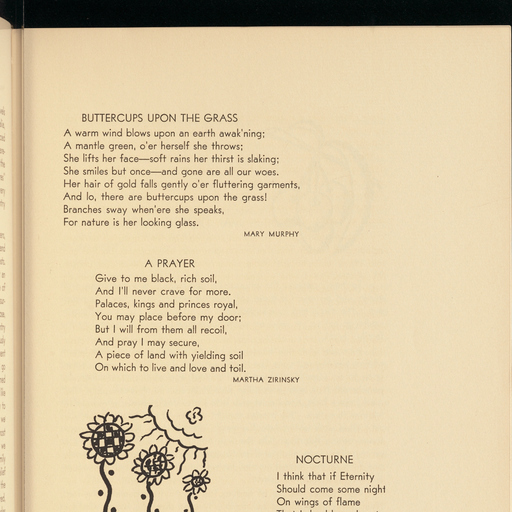 BUTTERCUPS UPON THE GRASS
A warm wind blows upon an earth awak'ning;
A mantle green, o'er herself she throws;
She lifts her face—soft rains her thirst is slaking;
She smiles but once—and gone are all our woes.
Her hair of gold falls gently o'er fluttering garments,
And lo, there are buttercups upon the grass!
Branches sway when'ere she speaks,
For nature is her looking glass.
MARY MURPHY
A PRAYER
Give to me black, rich soil,
And I'll never crave for more.
Palaces, kings and princes royal,
You may place before my door;
But I will from them all recoil,
And pray I may secure,
A piece of land with yielding soil
On which to live and love and toil.
MARTHA ZIRINSKY
NOCTURNE
I think that if Eternity
Should come some night
On wings of flame